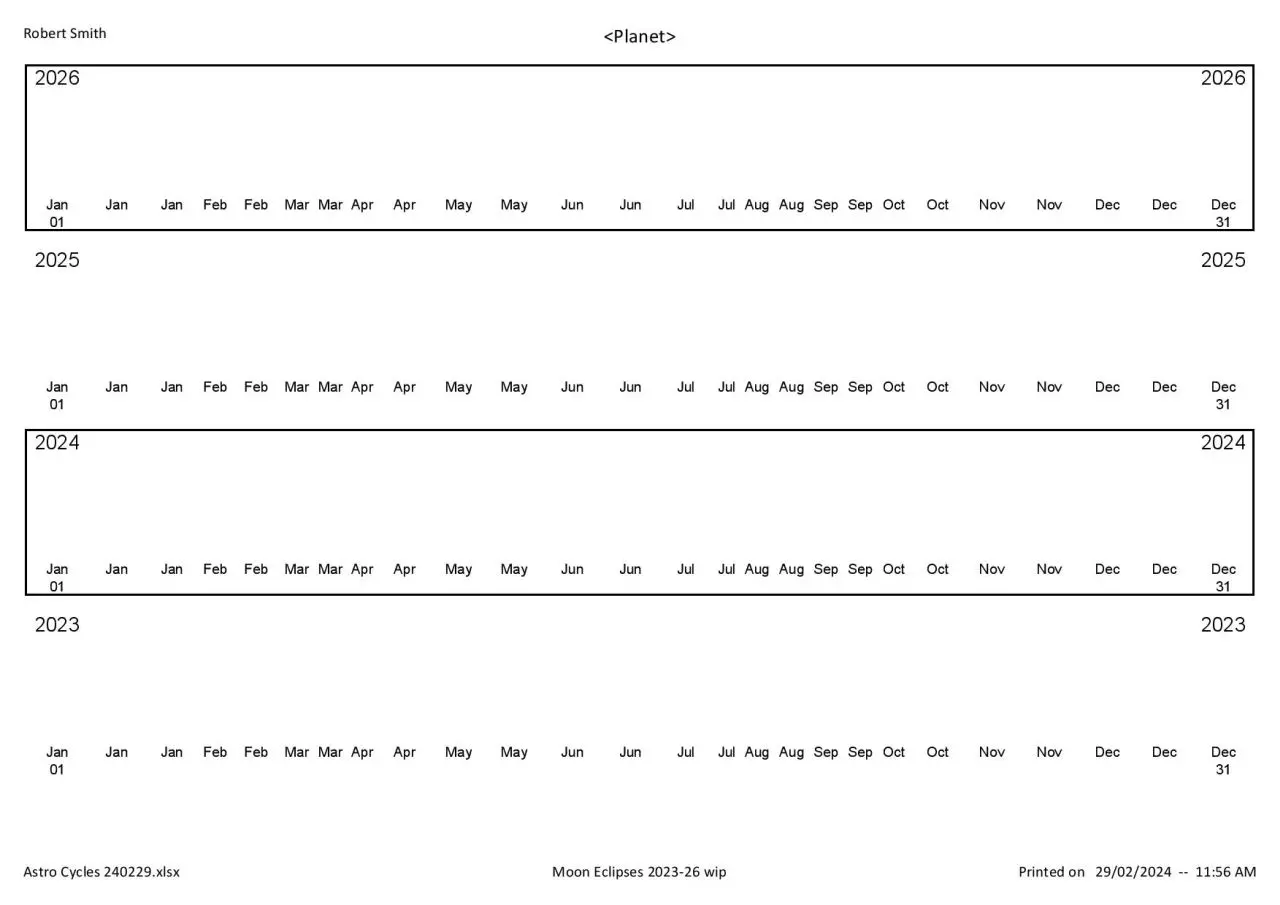 Robert Smith <Planet>
2026 2026
Jan Jan Jan Feb Feb Mar Mar Apr Apr May May Jun Jun Jul Jul Aug Aug Sep Sep Oct Oct Nov Nov Dec Dec Dec
01 31
2025 2025
Jan Jan Jan Feb Feb Mar Mar Apr Apr May May Jun Jun Jul Jul Aug Aug Sep Sep Oct Oct Nov Nov Dec Dec Dec
01 31
2024 2024
Jan Jan Jan Feb Feb Mar Mar Apr Apr May May Jun Jun Jul Jul Aug Aug Sep Sep Oct Oct Nov Nov Dec Dec Dec
01 31
2023 2023
Jan Jan Jan Feb Feb Mar Mar Apr Apr May May Jun Jun Jul Jul Aug Aug Sep Sep Oct Oct Nov Nov Dec Dec Dec
01 31
Astro Cycles 240229.xlsx Moon Eclipses 2023-26 wip Printed on 29/02/2024 -- 11:56 AM